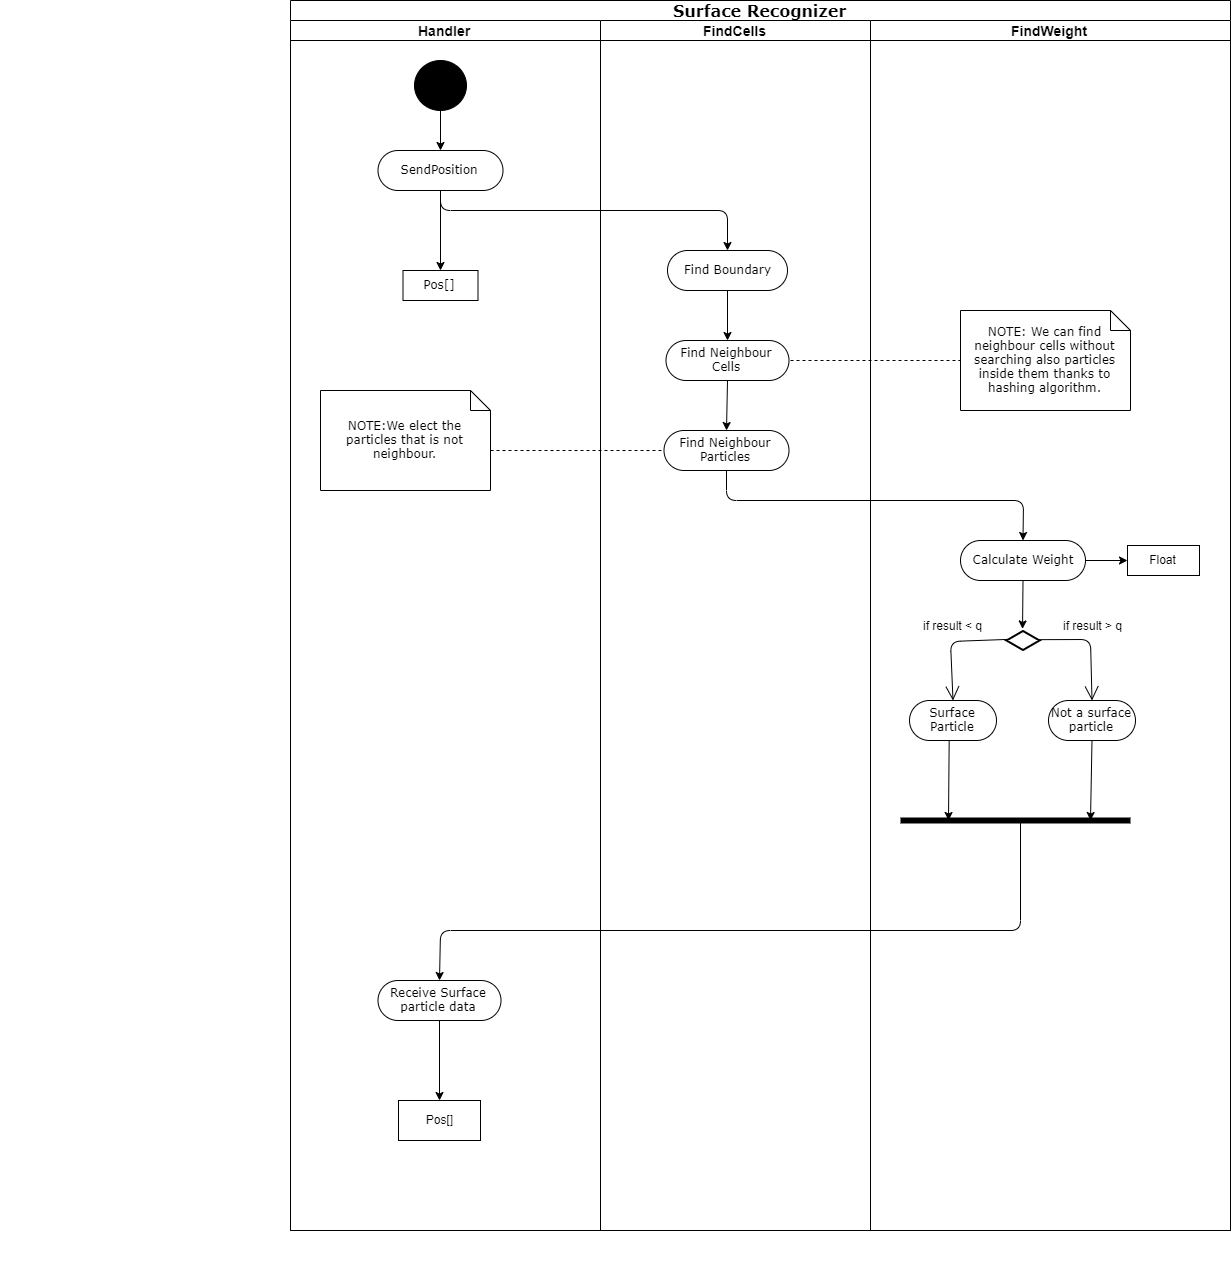 Surface Recognizer
Handler
FindCells
FindWeight
SendPosition
Pos[]
Find Boundary
Find Neighbour
Cells
NOTE: We can find
neighbour cells without
searching also particles
inside them thanks to
hashing algorithm.
NOTE:We elect the
particles that is not
neighbour.
Find Neighbour
Particles
Calculate Weight
Float
if result < q
if result > q
Surface
Particle
Not a surface
particle
Receive Surface
particle data
Pos[]